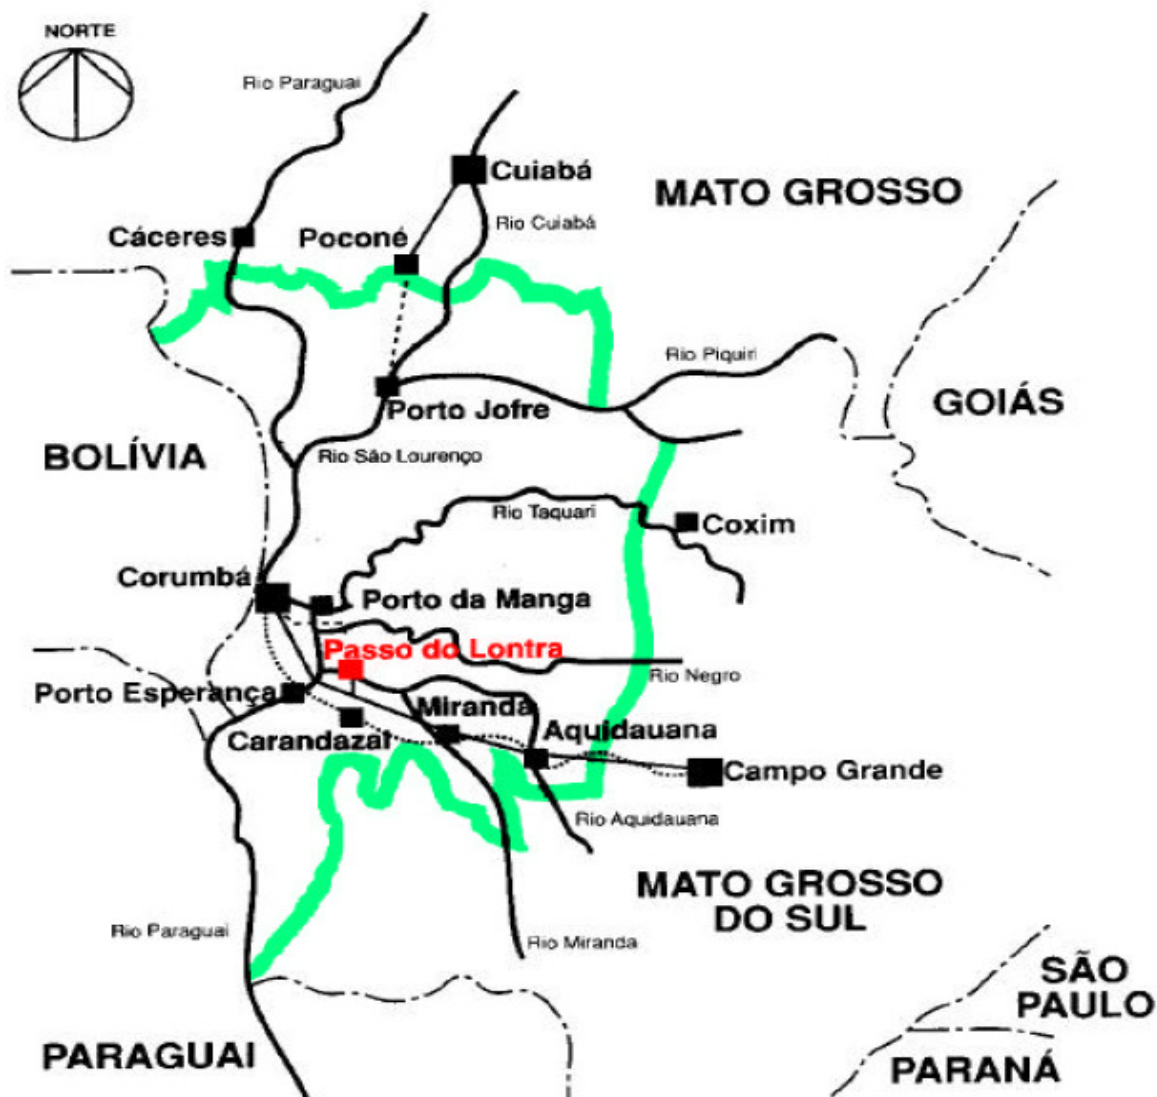 NORTE
Rio Paraguai
Cuiabá
MATO GROSSO
Rio Cuiabá
Cáceres
Poconé
Rio Piquiri
GOIÁS
Porto Jofre
BOLÍVIA
Rio São Lourenço
Rio Taquari
Coxim
Corumbá
Porto da Manga
Passo do Lontra
Rio Negro
Porto Esperança
Miranda
Aquidauana
Carandazal
Campo Grande
Rio Aquidauana
MATO GROSSO
DO SUL
Rio Paraguai
Rio Miranda
SÃO
PAULO
PARAGUAI
PARANÁ